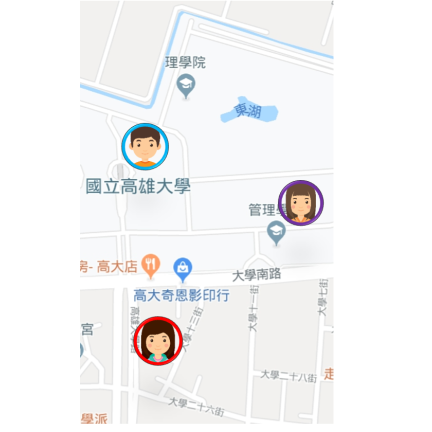 理學院
東湖
國立高雄大學
管理學
房- 高大店
大學南路
高大奇恩影印行
大學十一街
大學七街
大學十三街
宮
大學二十八街
走
大學二十六街
學派